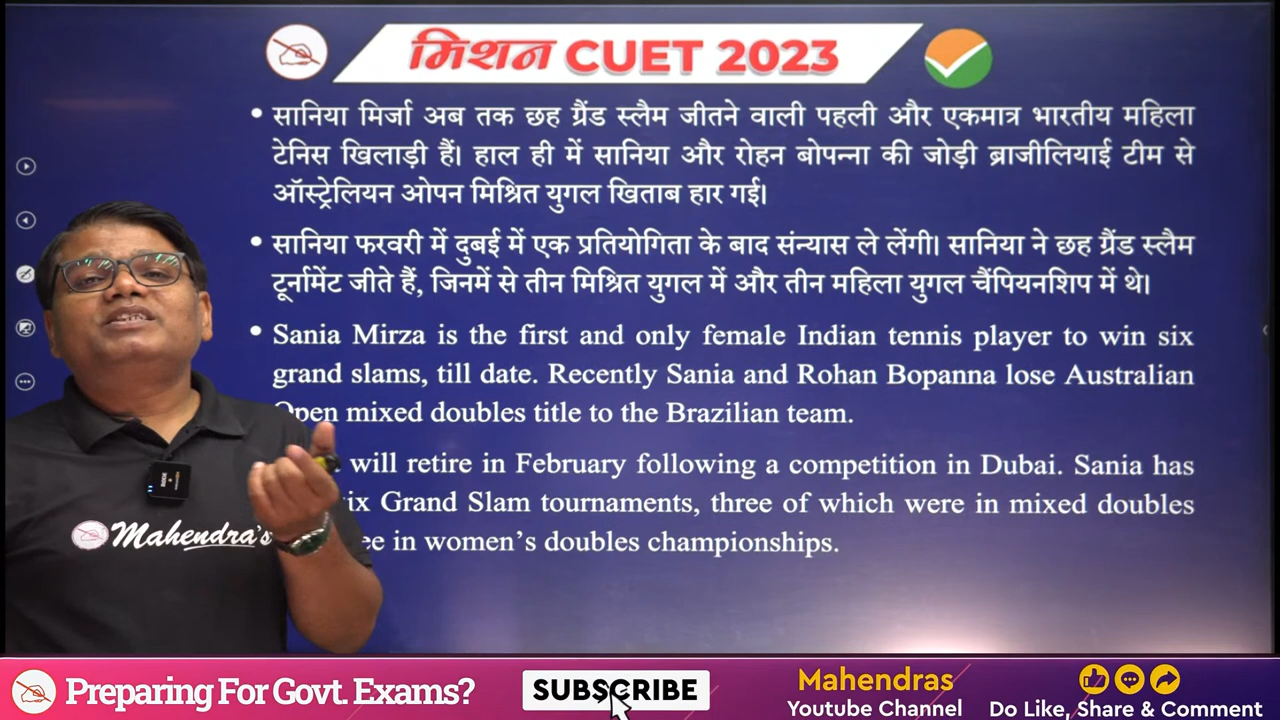 मिशन CUET 2023
• सानिया मिर्जा अब तक छह ग्रैंड स्लैम जीतने वाली पहली और एकमात्र भारतीय महिला
टेनिस खिलाड़ी हैं। हाल ही में सानिया और रोहन बोपन्ना की जोड़ी ब्राजीलियाई टीम से
ऑस्ट्रेलियन ओपन मिश्रित युगल खिताब हार गई।
• सानिया फरवरी में दुबई में एक प्रतियोगिता के बाद संन्यास ले लेंगी। सानिया ने छह ग्रैंड स्लैम
टूर्नामेंट जीते हैं, जिनमें से तीन मिश्रित युगल में और तीन महिला युगल चैंपियनशिप में थे।
• Sania Mirza is the first and only female Indian tennis player to win six
grand slams, till date. Recently Sania and Rohan Bopanna lose Australian
Open mixed doubles title to the Brazilian team.
will retire in February following a competition in Dubai. Sania has
Grand Slam tournaments, three of which were in mixed doubles
in women’s doubles championships.
Mahendra's
Preparing For Govt. Exams?
SUBSCRIBE
Mahendras
Youtube Channel
Do Like, Share & Comment